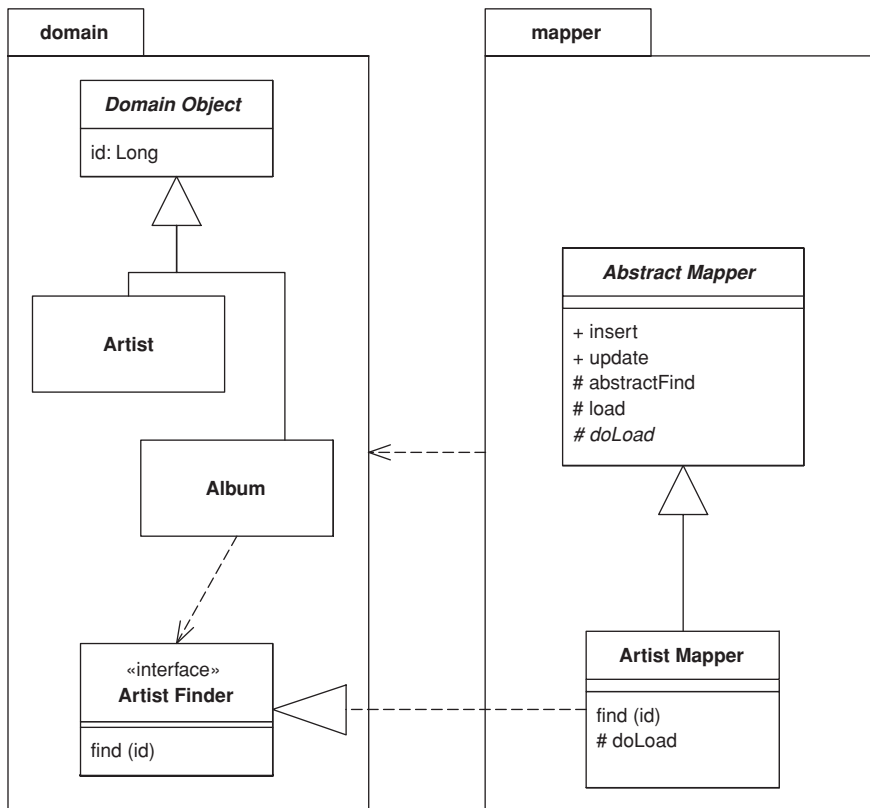 domain
Domain Object
id: Long
Artist
Album
«interface»
Artist Finder
find (id)
mapper
Abstract Mapper
+ insert
+ update
# abstractFind
# load
# doLoad
Artist Mapper
find (id)
# doLoad